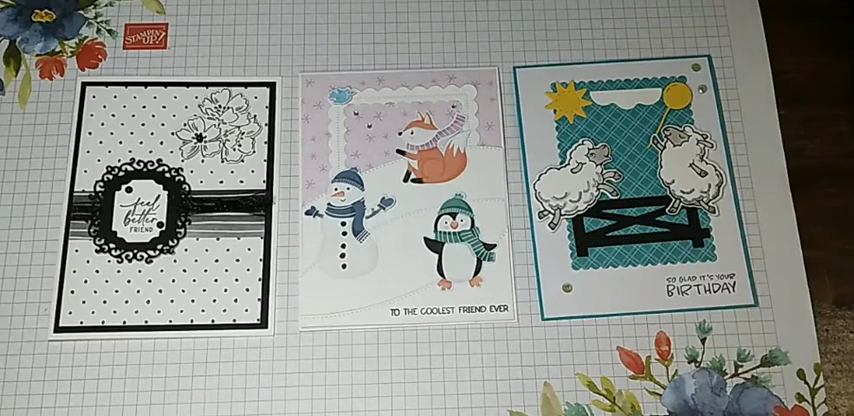 STAMPIN'
UP!
feel
better
FRIEND
TO THE COOLEST FRIEND EVER
SO GLAD IT'S YOUR
BIRTHDAY